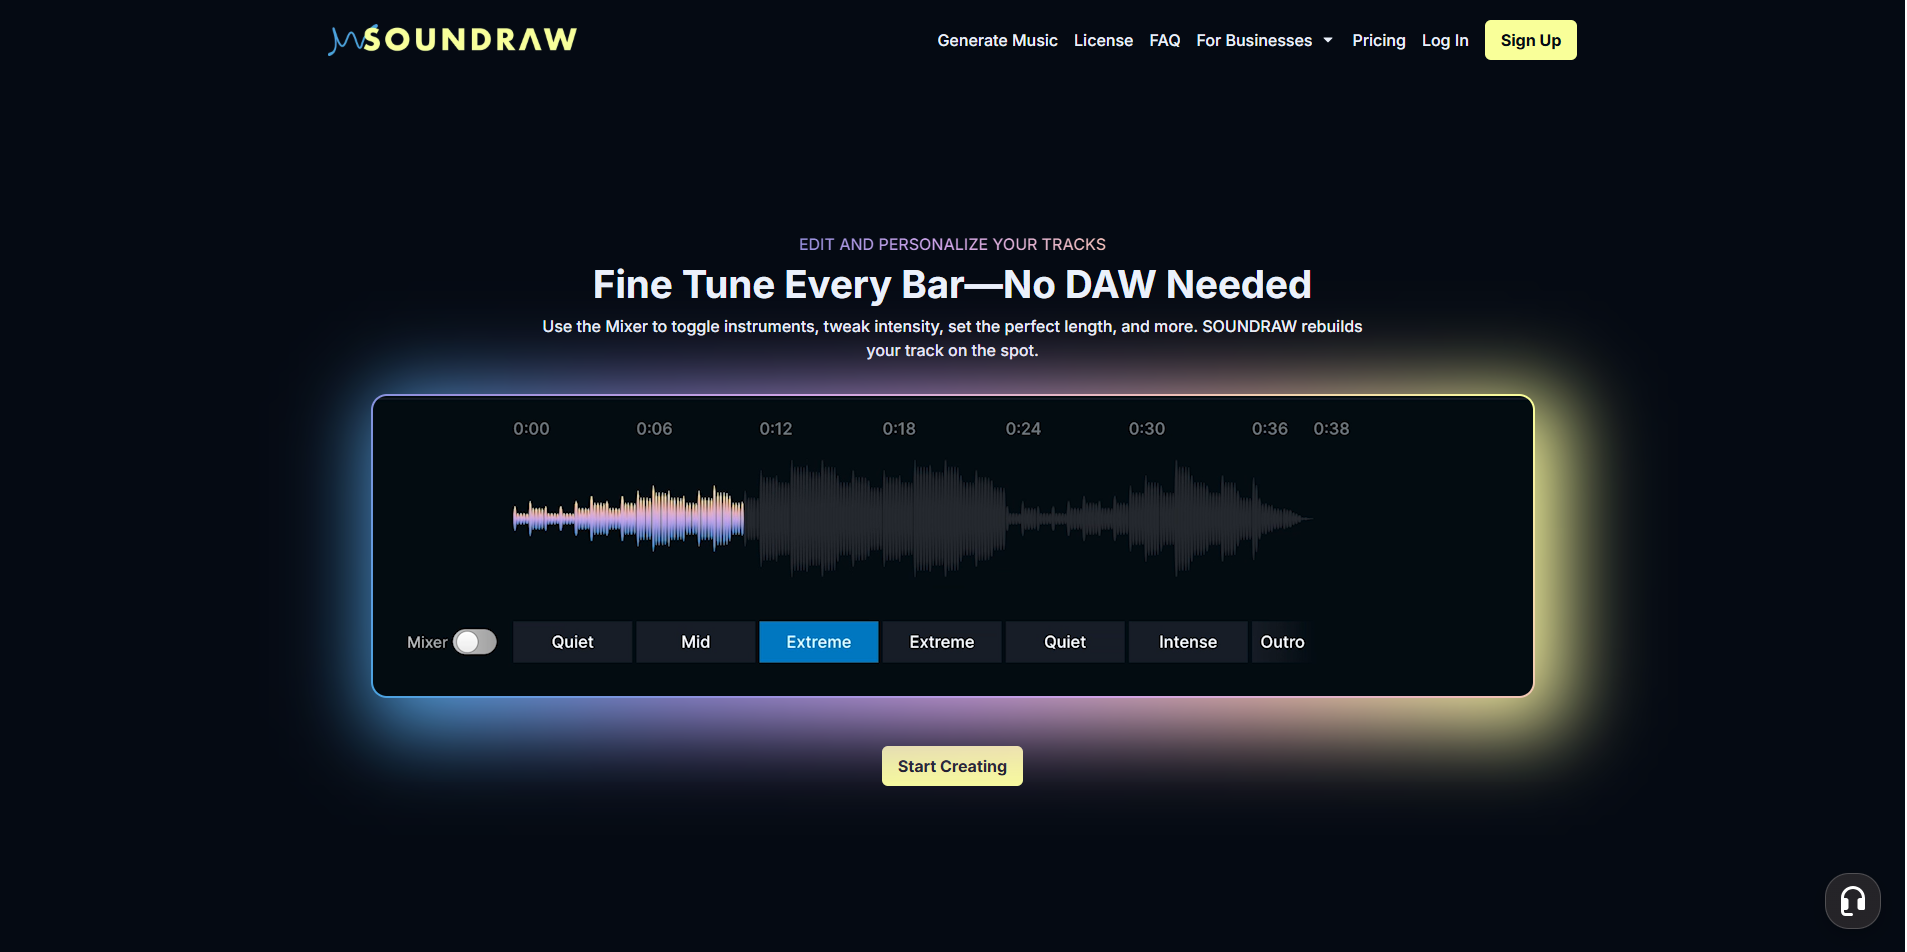 SOUNDRAW
Generate Music License FAQ For Businesses Pricing Log In Sign Up
EDIT AND PERSONALIZE YOUR TRACKS
Fine Tune Every Bar—No DAW Needed
Use the Mixer to toggle instruments, tweak intensity, set the perfect length, and more. SOUNDRAW rebuilds
your track on the spot.
0:00 0:06 0:12 0:18 0:24 0:30 0:36 0:38
Mixer Quiet Mid Extreme Extreme Quiet Intense Outro
Start Creating